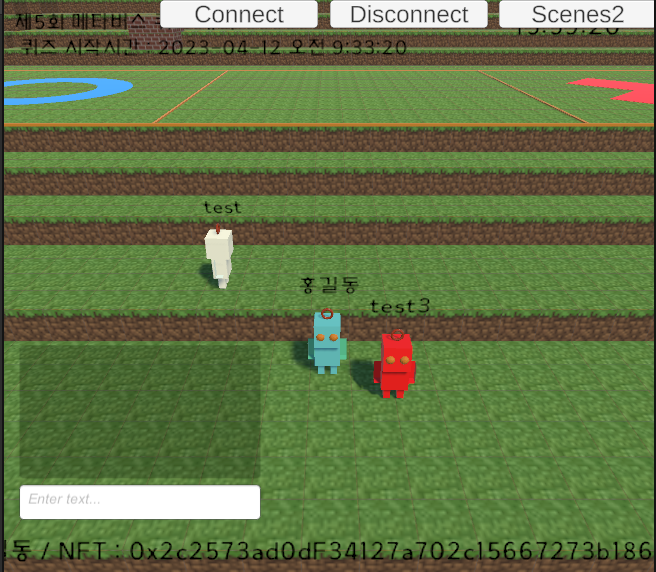 Connect Disconnect Scenes2
제5회 메타버스
퀴즈 시작시간 : 2023 04 12 오전 9:33:20
test
홍길동
test3
Enter text...
동 / NFT : 0x2c2573ad0dF34127a702c15667273b186